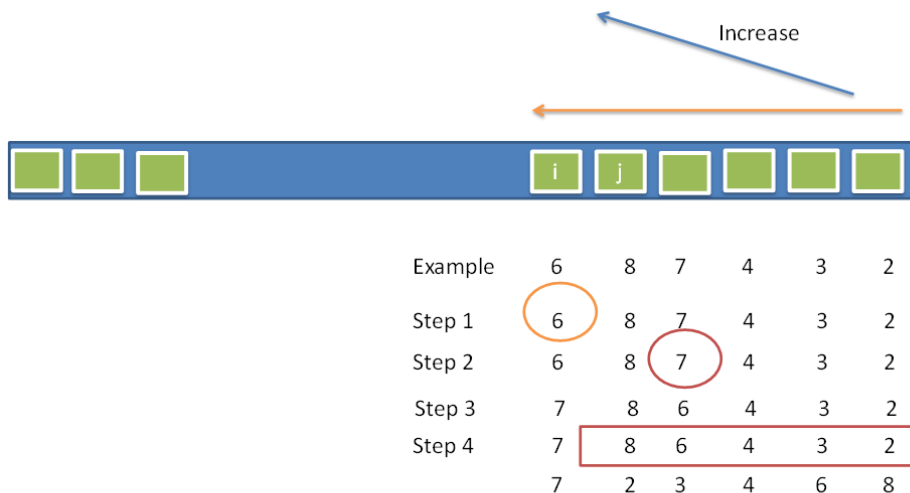 Increase
i j
Example 6 8 7 4 3 2
Step 1 6 8 7 4 3 2
Step 2 6 8 7 4 3 2
Step 3 7 8 6 4 3 2
Step 4 7 8 6 4 3 2
7 2 3 4 6 8